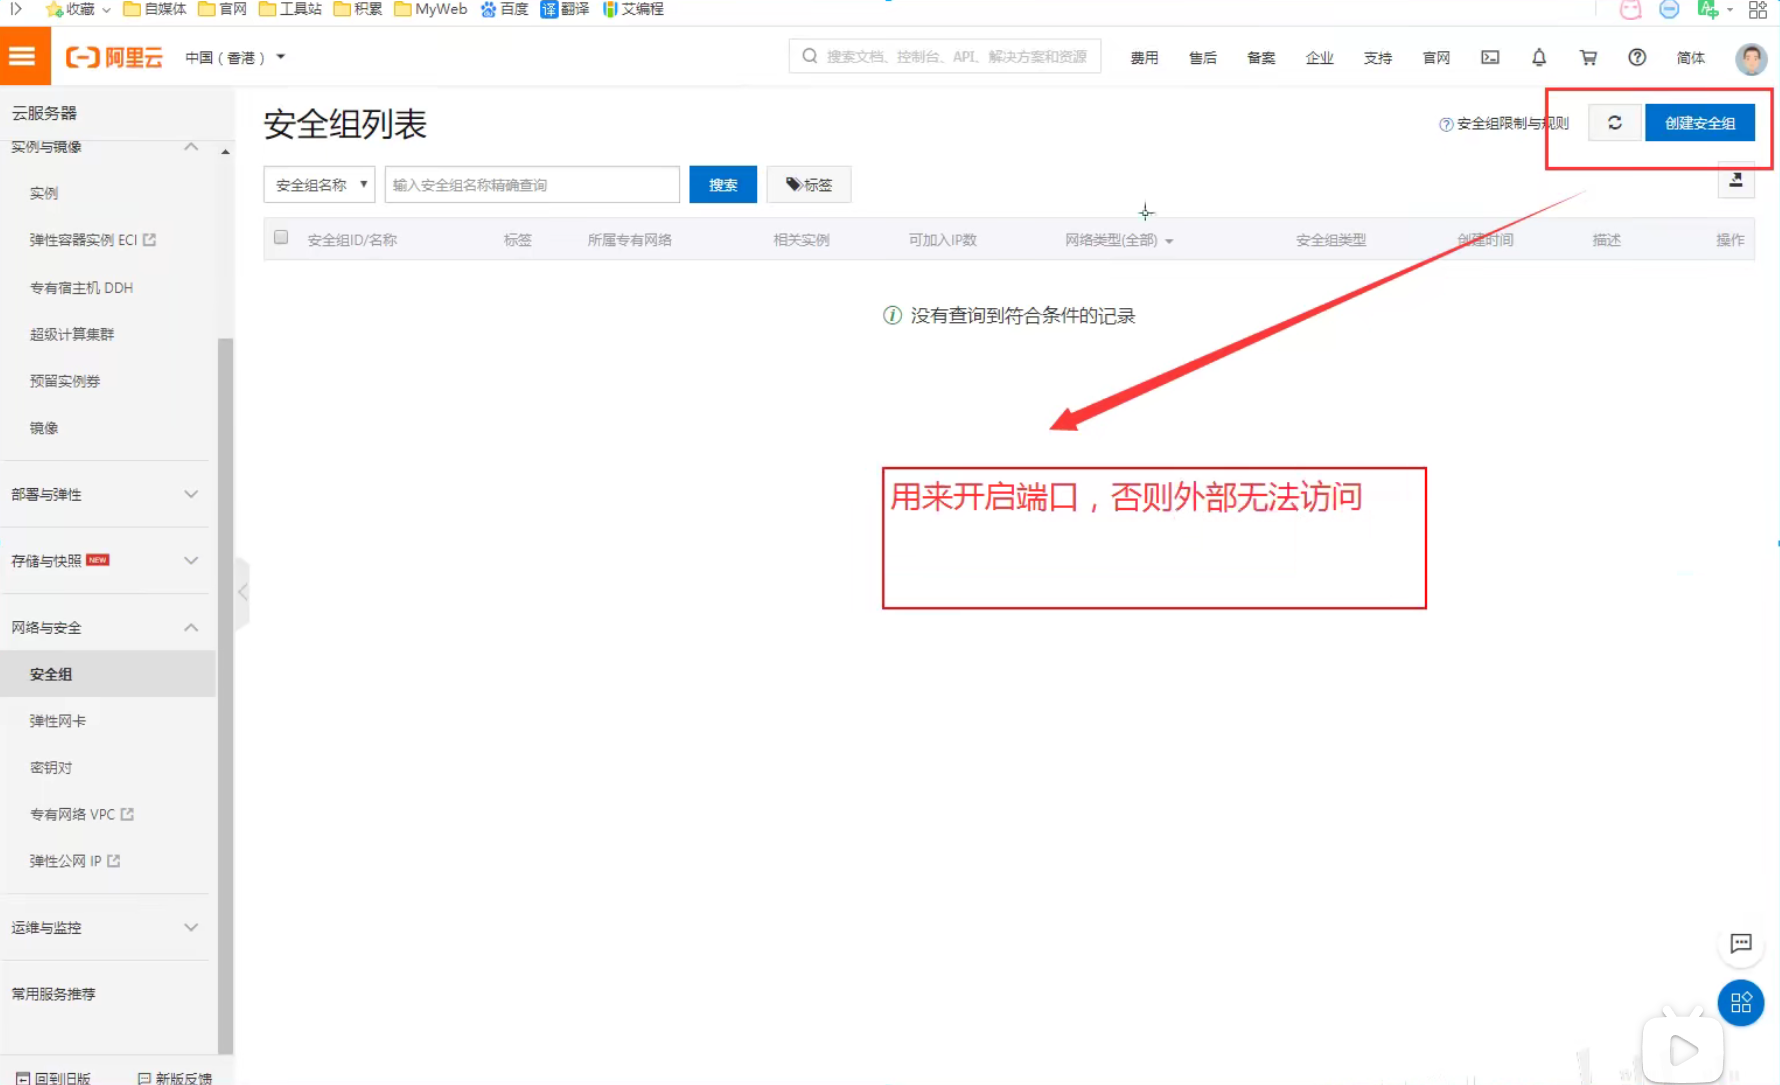 收藏 自媒体 官网 工具站 积累 MyWeb 百度 译 翻译 艾编程
阿里云 中国（香港） 搜索文档、控制台、API、解决方案和资源 费用 售后 备案 企业 支持 官网 简体
云服务器
实例与镜像
实例
弹性容器实例 ECI
专有宿主机 DDH
超级计算集群
预留实例券
镜像
部署与弹性
存储与快照 NEW
网络与安全
安全组
弹性网卡
密钥对
专有网络 VPC
弹性公网 IP
运维与监控
常用服务推荐
回到旧版 新版反馈
安全组列表
安全组限制与规则 创建安全组
安全组名称 输入安全组名称精确查询 搜索 标签
安全组ID/名称 标签 所属专有网络 相关实例 可加入IP数 网络类型(全部) 安全组类型 创建时间 描述 操作
没有查询到符合条件的记录
用来开启端口，否则外部无法访问